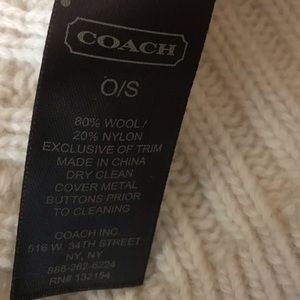 COACH
O/S
80% WOOL/
20% NYLON
EXCLUSIVE OF TRIM
MADE IN CHINA
DRY CLEAN
COVER METAL
BUTTONS PRIOR
TO CLEANING
COACH INC.
516 W. 34TH STREET
NY, NY
888-262-6224
RN# 132154